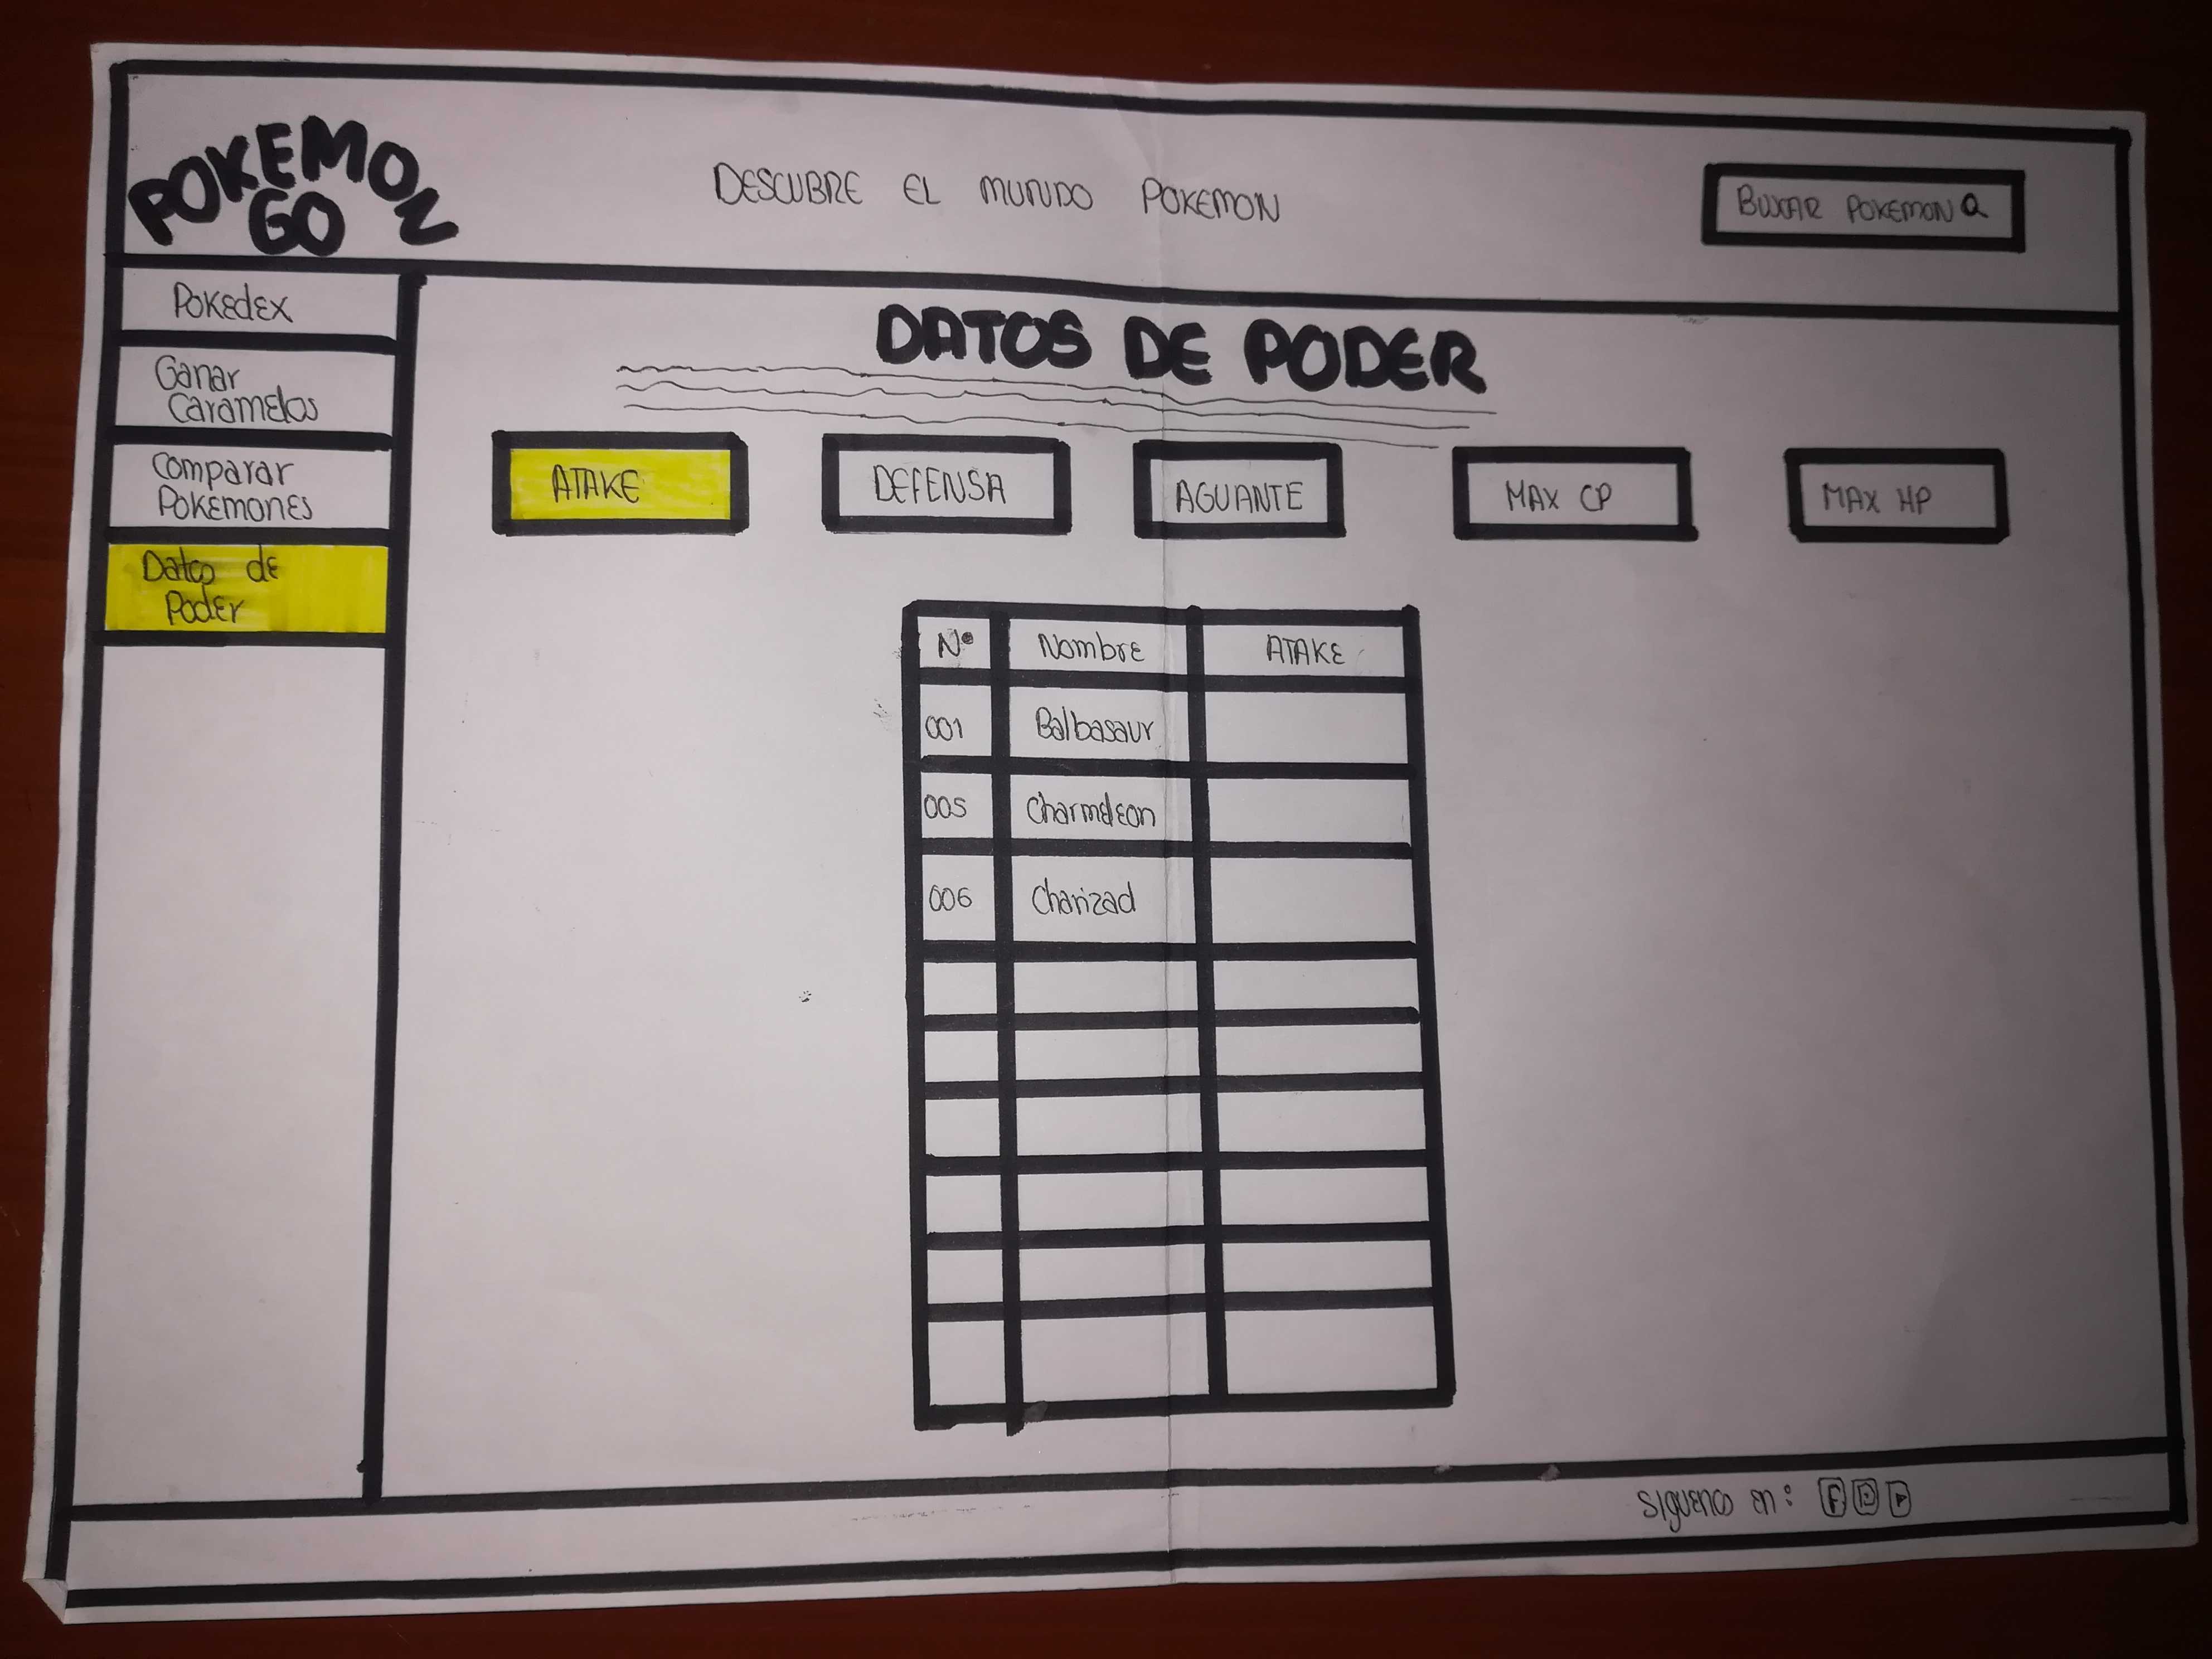 POKEMON
GO
DESCUBRE EL MUNDO POKEMON
BUSCAR POKEMON
Pokedex
Ganar
Caramelos
Comparar
Pokemones
Datos de
Poder
DATOS DE PODER
ATAKE
DEFENSA
AGUANTE
MAX CP
MAX HP
Nº Nombre ATAKE
001 Balbasaur
005 Charmeleon
006 Charizad
SIGUENOS en: